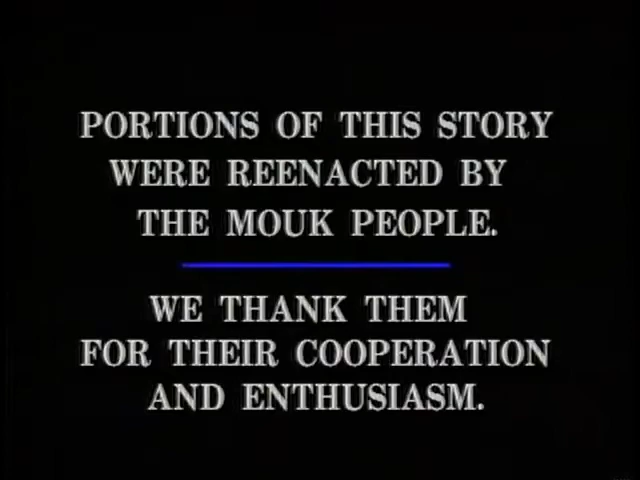 PORTIONS OF THIS STORY
WERE REENACTED BY
THE MOUK PEOPLE.
WE THANK THEM
FOR THEIR COOPERATION
AND ENTHUSIASM.